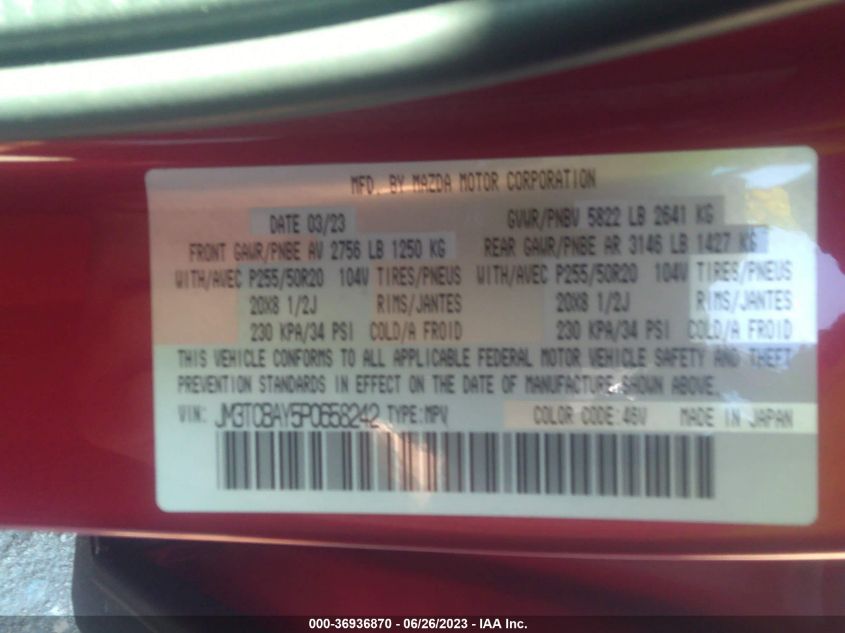 MFD. BY MAZDA MOTOR CORPORATION
DATE 03/23 GVWR/PNBV 5822 LB 2641 KG
FRONT GAWR/PNBE AV 2756 LB 1250 KG REAR GAWR/PNBE AR 3146 LB 1427 KG
WITH/AVEC P255/50R20 104V TIRES/PNEUS WITH/AVEC P255/50R20 104V TIRES/PNEUS
20X8 1/2J RIMS/JANTES 20X8 1/2J RIMS/JANTES
230 KPA/34 PSI COLD/A FROID 230 KPA/34 PSI COLD/A FROID
THIS VEHICLE CONFORMS TO ALL APPLICABLE FEDERAL MOTOR VEHICLE SAFETY AND THEFT
PREVENTION STANDARDS IN EFFECT ON THE DATE OF MANUFACTURE SHOWN ABOVE.
VIN: JM3TCBAY5P0658242 TYPE:MPV COLOR CODE:46V MADE IN JAPAN
000-36936870 - 06/26/2023 - IAA Inc.